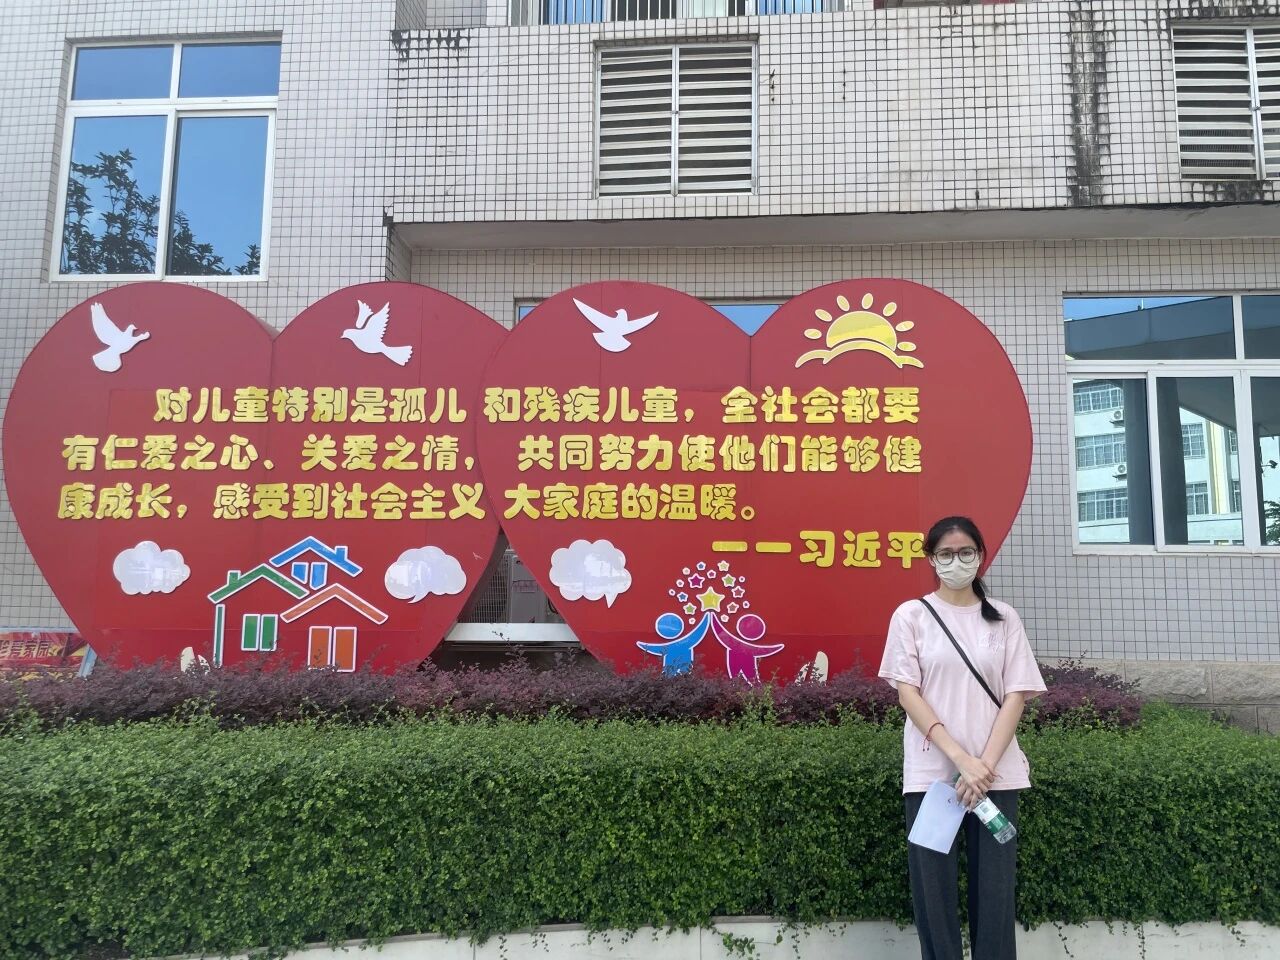 对儿童特别是孤儿和残疾儿童，全社会都要
有仁爱之心、关爱之情，共同努力使他们能够健
康成长，感受到社会主义大家庭的温暖。
——习近平